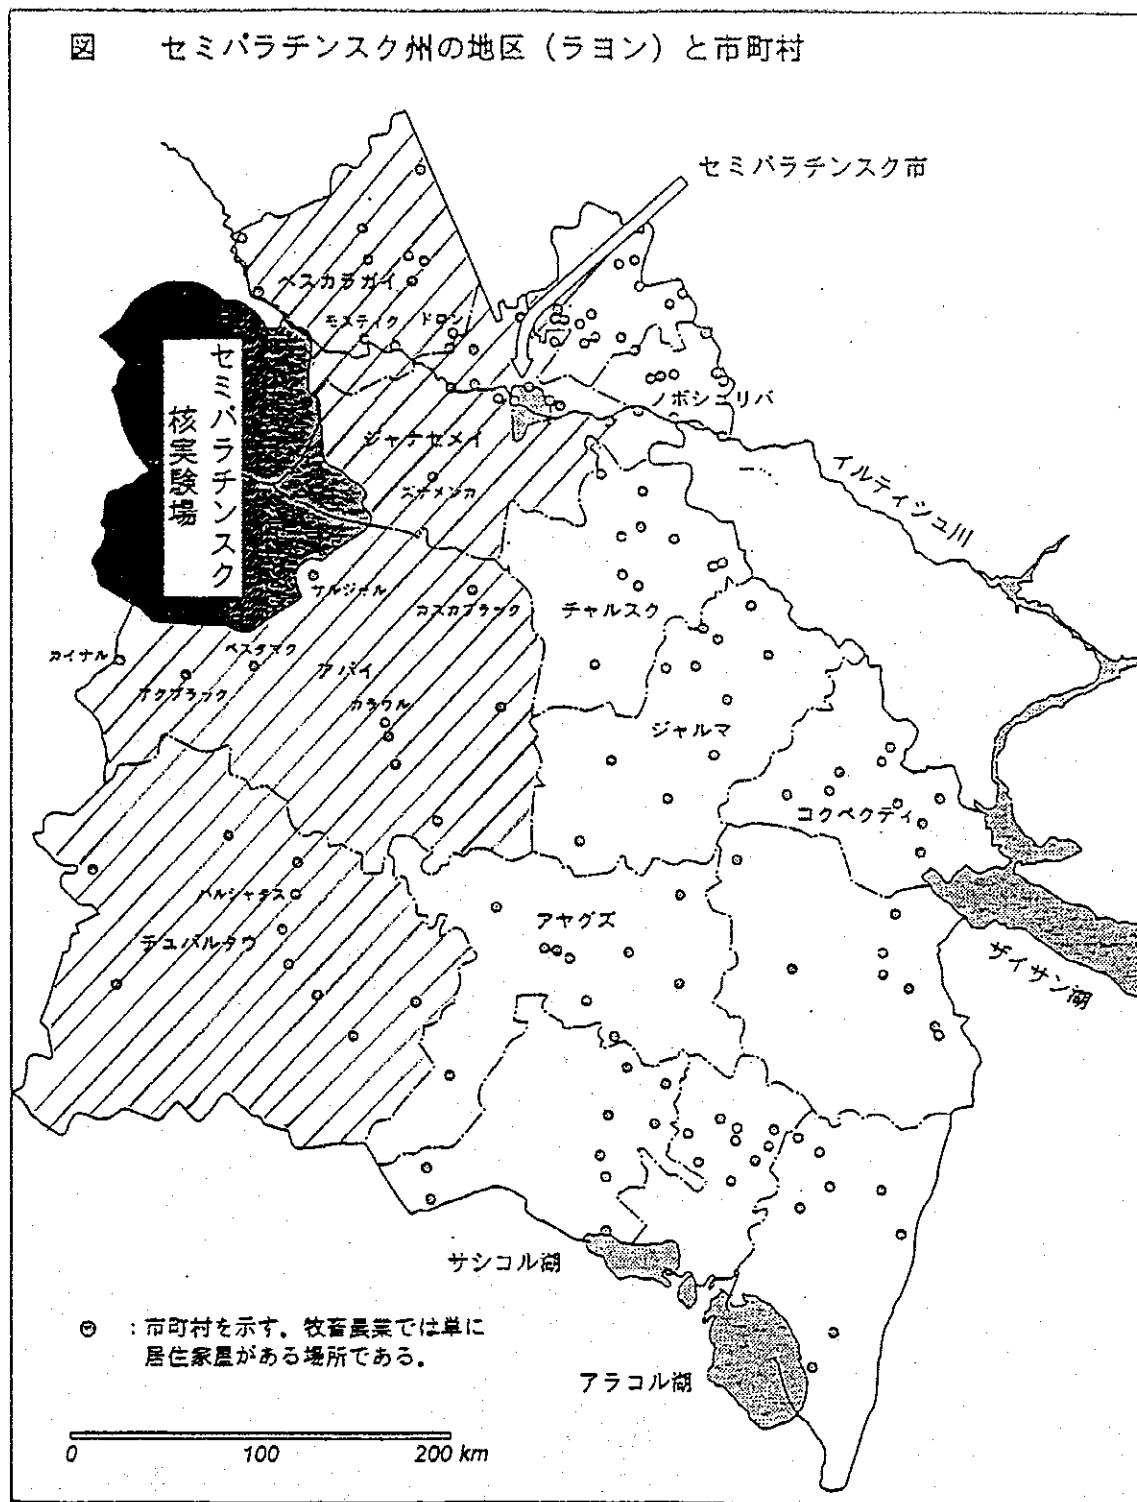 図 セミパラチンスク州の地区（ラヨン）と市町村
セミパラチンスク市
ベスカラガイ
モスティク
ドロン
セミパラチンスク
核実験場
ノボシュリバ
ジャナセメイ
ズナメンカ
イルティシュ川
サルジャル
カスカブラック
チャルスク
カイナル
ベスタマク
アバイ
アクブラック
カラウル
ジャルマ
コクペクティ
バルシャタス
アヤグズ
チュバルタウ
ザイサン湖
サシコル湖
：市町村を示す。牧畜農業では単に
居住家屋がある場所である。
アラコル湖
0 100 200 km